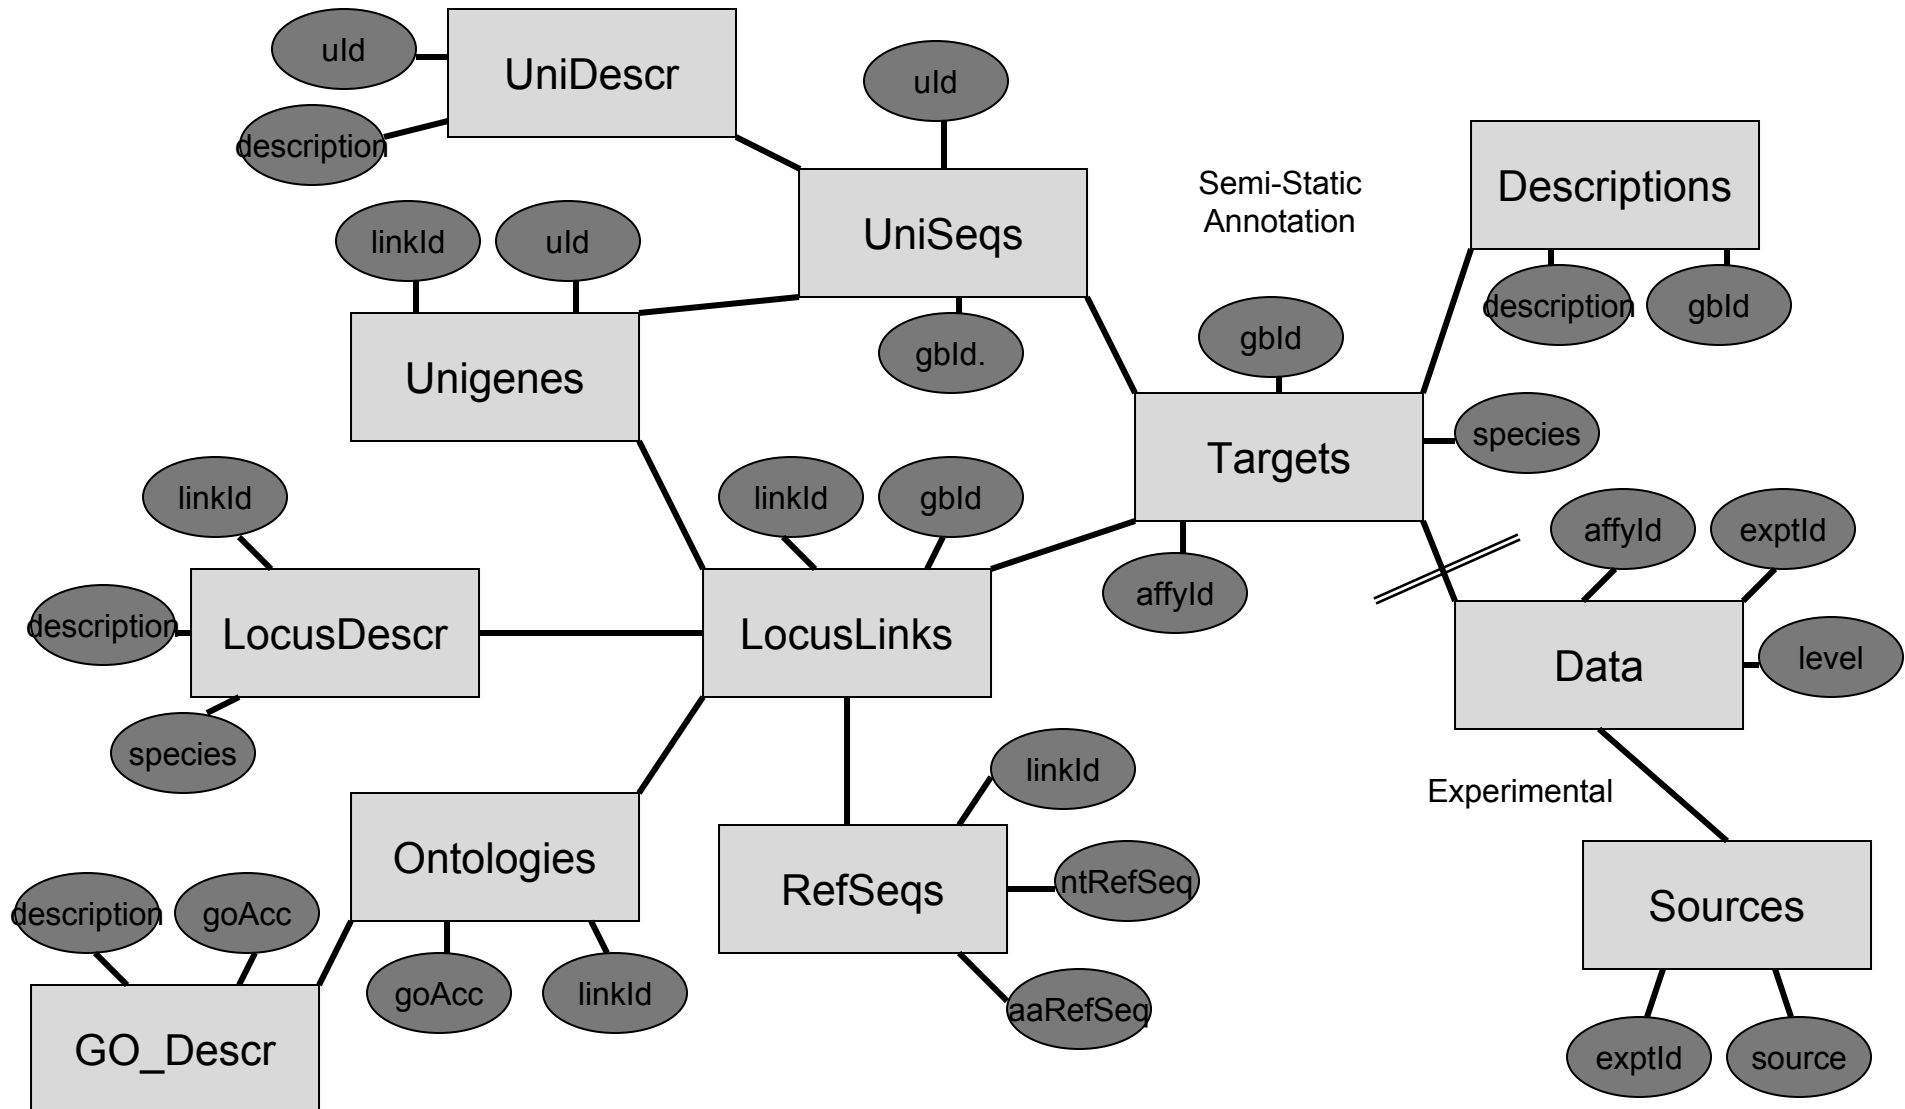 uId
UniDescr
uId
description
Descriptions
Semi-Static
Annotation
UniSeqs
linkId
uId
description
gbId
gbId
gbId.
Unigenes
species
Targets
linkId
linkId
gbId
affyId
exptId
affyId
description
LocusDescr
LocusLinks
level
Data
species
linkId
Experimental
Ontologies
ntRefSeq
RefSeqs
Sources
description
goAcc
goAcc
linkId
aaRefSeq
GO_Descr
exptId
source